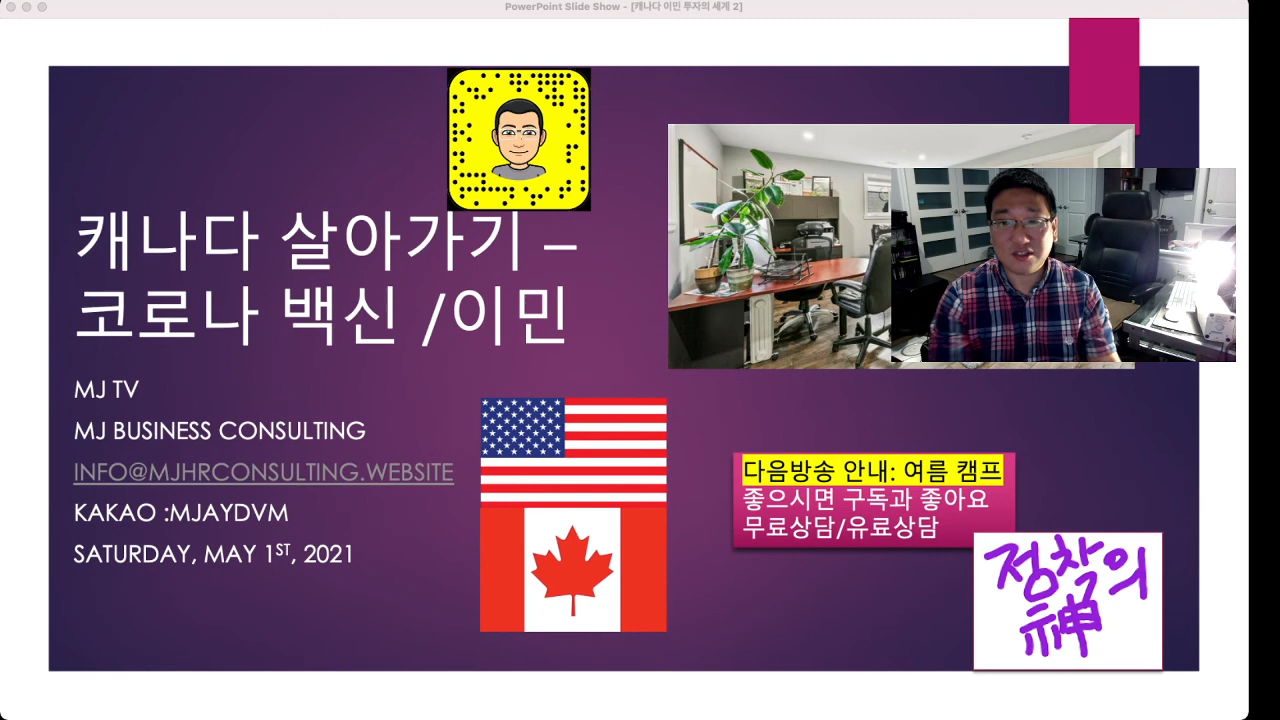 PowerPoint Slide Show - [캐나다 이민 투자의 세계 2]
캐나다 살아가기 –
코로나 백신 /이민
MJ TV
MJ BUSINESS CONSULTING
INFO@MJHRCONSULTING.WEBSITE
KAKAO :MJAYDVM
SATURDAY, MAY 1ST, 2021
다음방송 안내: 여름 캠프
좋으시면 구독과 좋아요
무료상담/유료상담
정착의
神